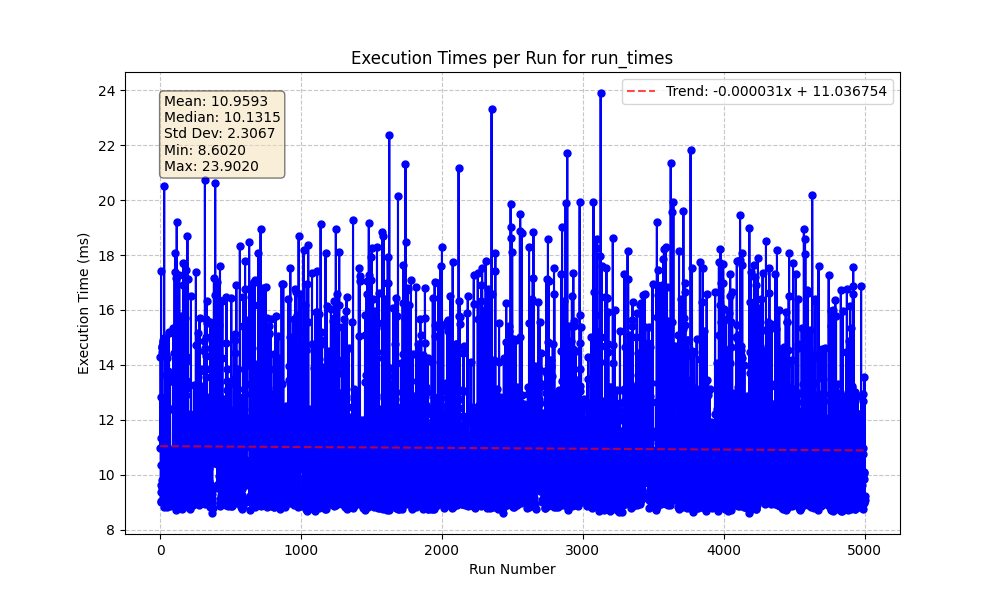 Execution Times per Run for run_times
Trend: -0.000031x + 11.036754
Mean: 10.9593
Median: 10.1315
Std Dev: 2.3067
Min: 8.6020
Max: 23.9020
Execution Time (ms)
24
22
20
18
16
14
12
10
8
0 1000 2000 3000 4000 5000
Run Number